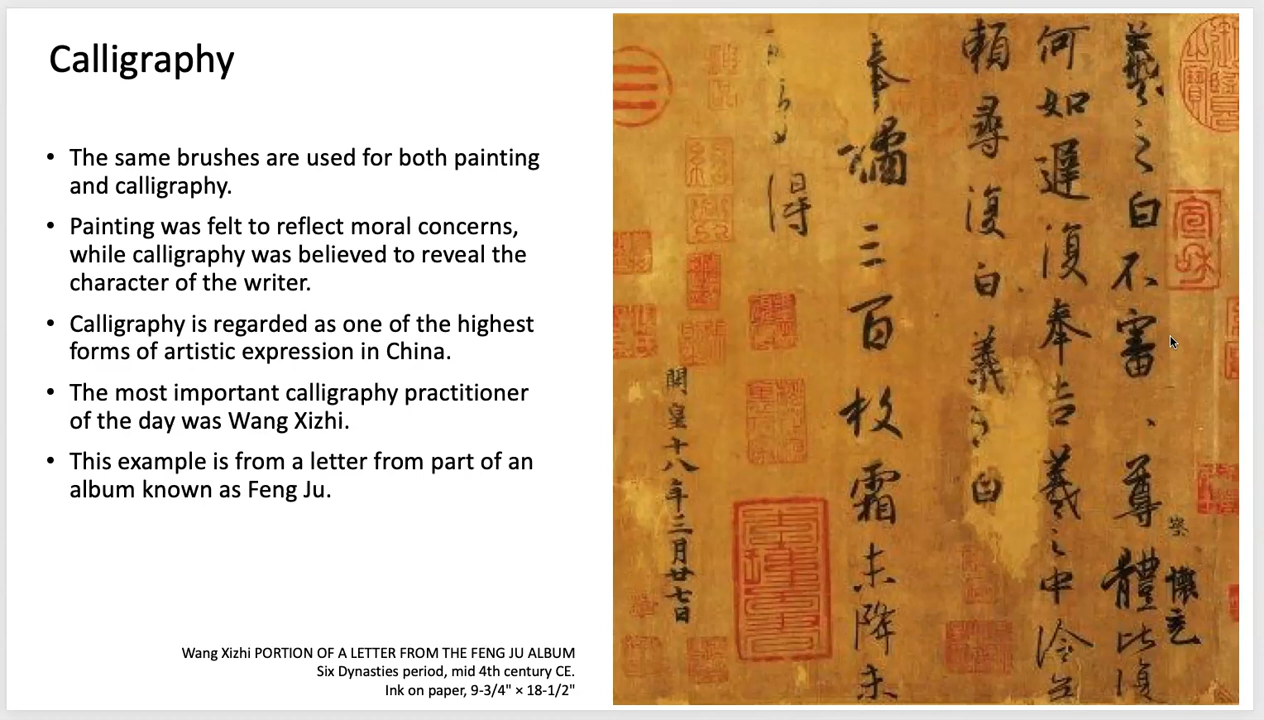 Calligraphy
• The same brushes are used for both painting
and calligraphy.
• Painting was felt to reflect moral concerns,
while calligraphy was believed to reveal the
character of the writer.
• Calligraphy is regarded as one of the highest
forms of artistic expression in China.
• The most important calligraphy practitioner
of the day was Wang Xizhi.
• This example is from a letter from part of an
album known as Feng Ju.
Wang Xizhi PORTION OF A LETTER FROM THE FENG JU ALBUM
Six Dynasties period, mid 4th century CE.
Ink on paper, 9-3/4" × 18-1/2"
宣和
懷充
羲之白不審、尊體比復
何如遲復奉告羲之中冷無
賴尋復白羲之白
奉橘三百枚霜未降未
可多得
開皇十八年三月廿七日